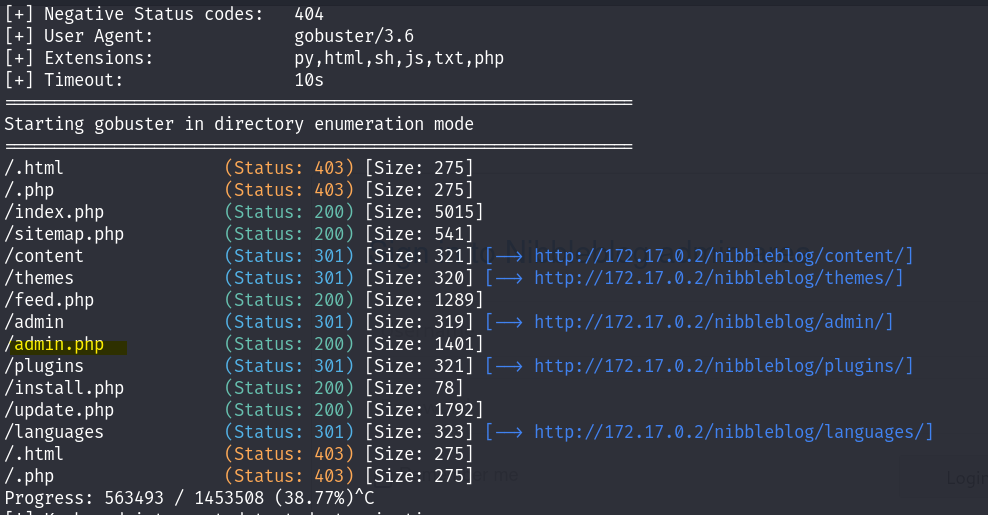 [+] Negative Status codes:   404
[+] User Agent:              gobuster/3.6
[+] Extensions:              py,html,sh,js,txt,php
[+] Timeout:                 10s
===============================================================
Starting gobuster in directory enumeration mode
===============================================================
/.html                (Status: 403) [Size: 275]
/.php                 (Status: 403) [Size: 275]
/index.php            (Status: 200) [Size: 5015]
/sitemap.php          (Status: 200) [Size: 541]
/content              (Status: 301) [Size: 321] [--> http://172.17.0.2/nibbleblog/content/]
/themes               (Status: 301) [Size: 320] [--> http://172.17.0.2/nibbleblog/themes/]
/feed.php             (Status: 200) [Size: 1289]
/admin                (Status: 301) [Size: 319] [--> http://172.17.0.2/nibbleblog/admin/]
/admin.php            (Status: 200) [Size: 1401]
/plugins              (Status: 301) [Size: 321] [--> http://172.17.0.2/nibbleblog/plugins/]
/install.php          (Status: 200) [Size: 78]
/update.php           (Status: 200) [Size: 1792]
/languages            (Status: 301) [Size: 323] [--> http://172.17.0.2/nibbleblog/languages/]
/.html                (Status: 403) [Size: 275]
/.php                 (Status: 403) [Size: 275]
me
Login
Progress: 563493 / 1453508 (38.77%)^C